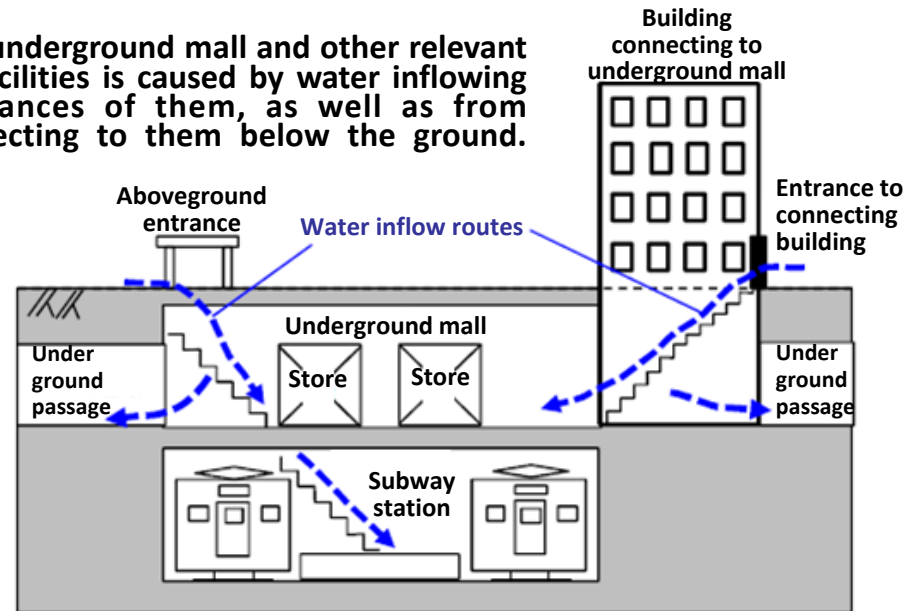 underground mall and other relevant
cilities is caused by water inflowing
ances of them, as well as from
ecting to them below the ground.
Building
connecting to
underground mall
Aboveground
entrance
Water inflow routes
Entrance to
connecting
building
Underground mall
Under
ground
passage
Store
Store
Under
ground
passage
Subway
station